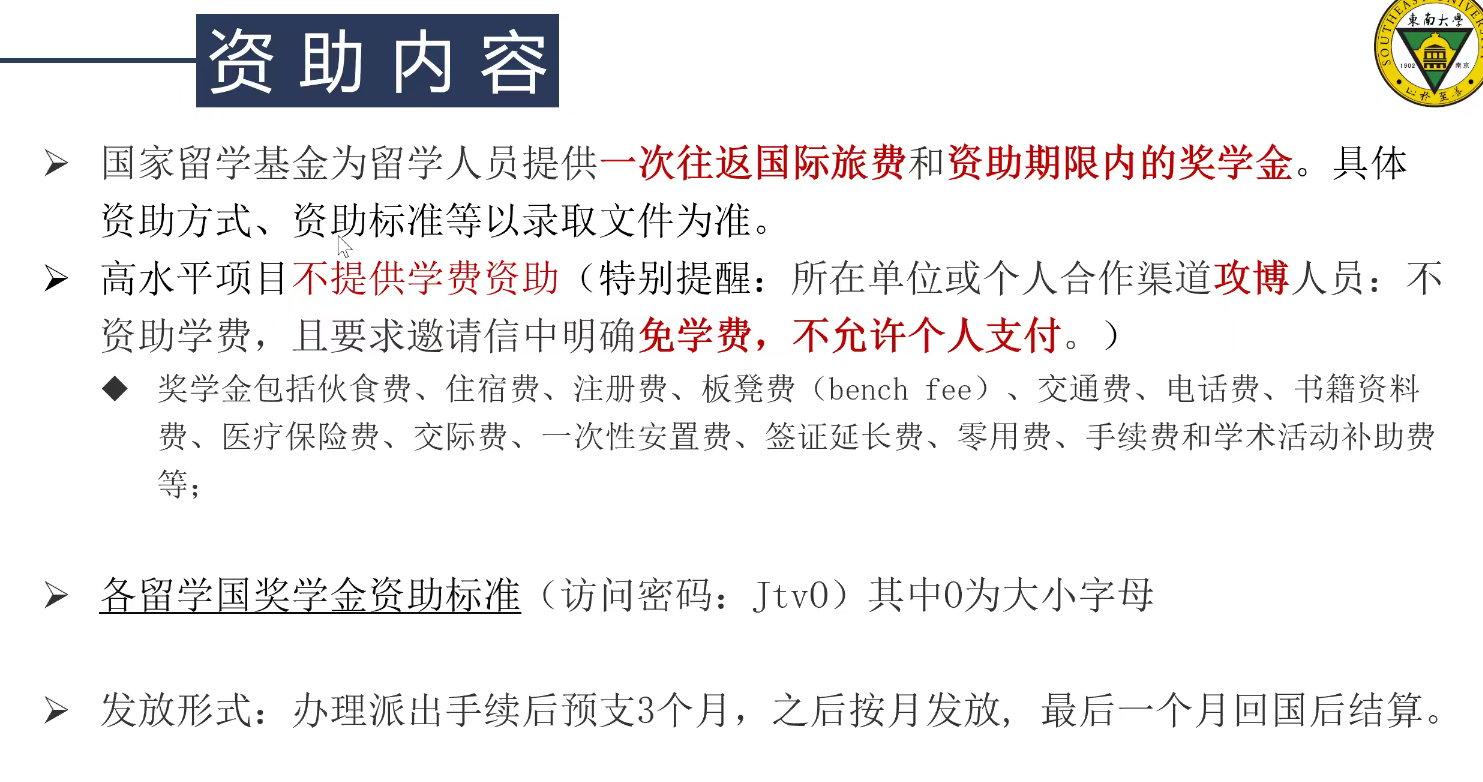 资助内容
SOUTHEAST UNIVERSITY
東南大學
1902 南京
止於至善
国家留学基金为留学人员提供一次往返国际旅费和资助期限内的奖学金。具体
资助方式、资助标准等以录取文件为准。
高水平项目不提供学费资助（特别提醒：所在单位或个人合作渠道攻博人员：不
资助学费，且要求邀请信中明确免学费，不允许个人支付。）
奖学金包括伙食费、住宿费、注册费、板凳费（bench fee）、交通费、电话费、书籍资料
费、医疗保险费、交际费、一次性安置费、签证延长费、零用费、手续费和学术活动补助费
等;
各留学国奖学金资助标准（访问密码：JtvO）其中O为大小字母
发放形式：办理派出手续后预支3个月，之后按月发放，最后一个月回国后结算。